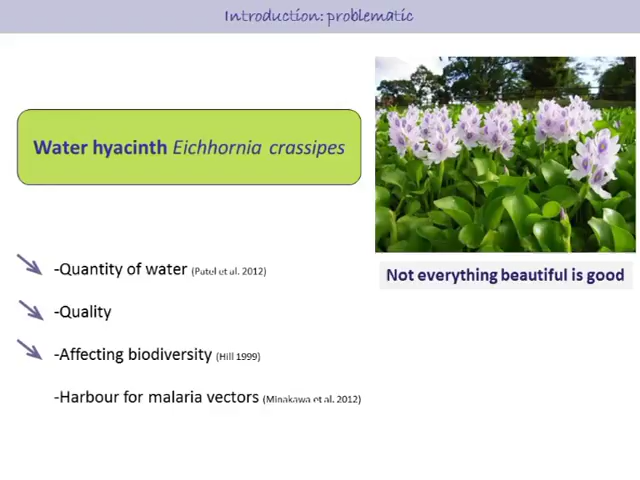 Introduction: problematic
Water hyacinth Eichhornia crassipes
Not everything beautiful is good
-Quantity of water (Patel et al. 2012)
-Quality
-Affecting biodiversity (Hill 1999)
-Harbour for malaria vectors (Minakawa et al. 2012)